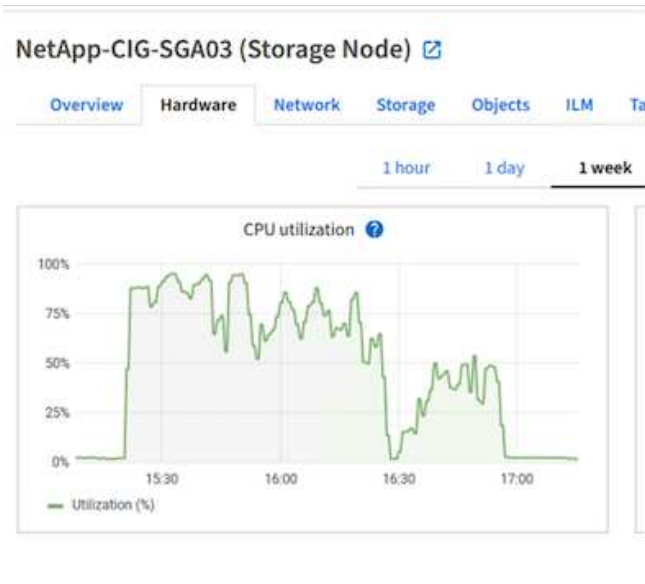 NetApp-CIG-SGA03 (Storage Node)
Overview Hardware Network Storage Objects ILM Ta
1 hour 1 day 1 week
CPU utilization ?
100%
75%
50%
25%
0%
15:30 16:00 16:30 17:00
Utilization (%)